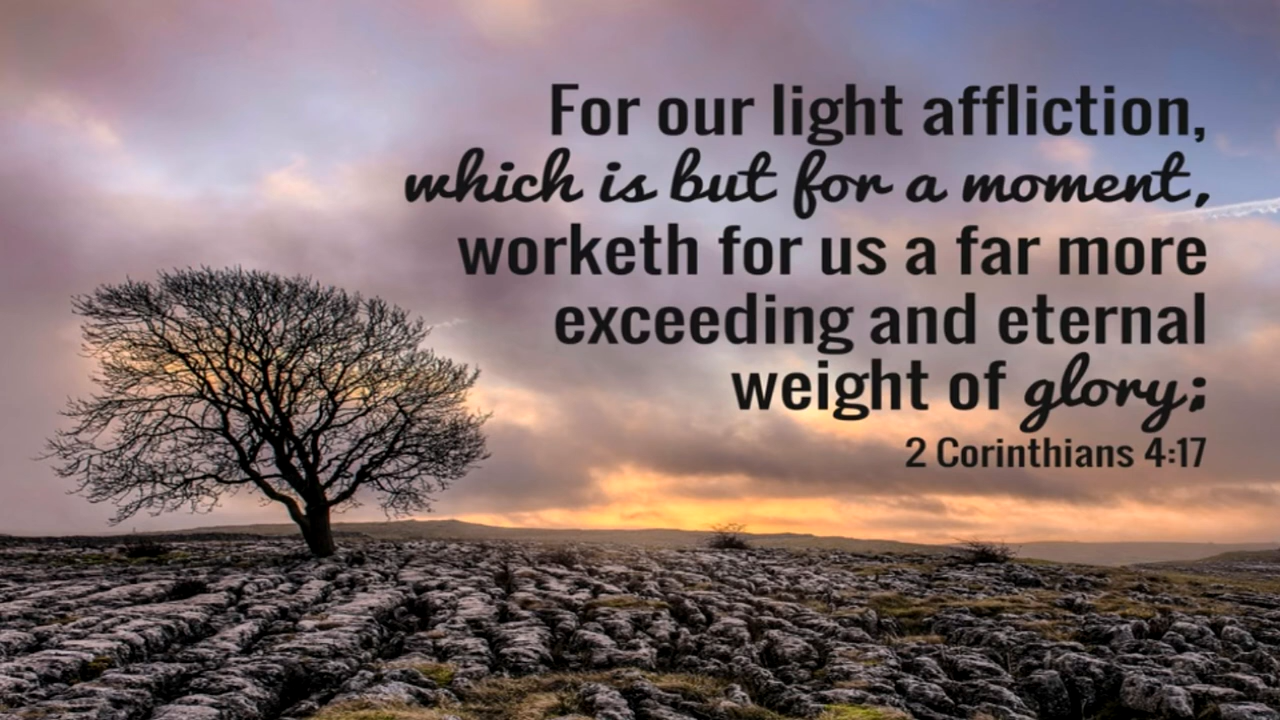 For our light affliction,
which is but for a moment,
worketh for us a far more
exceeding and eternal
weight of glory;
2 Corinthians 4:17